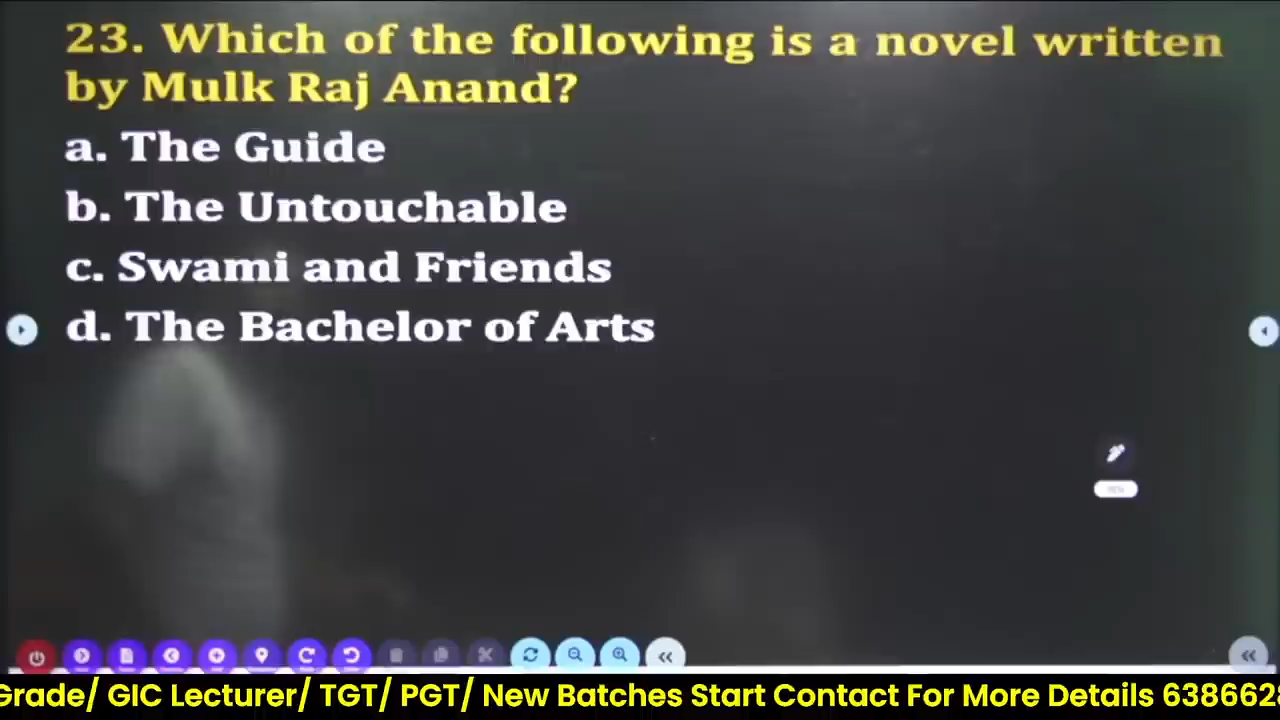 23. Which of the following is a novel written
by Mulk Raj Anand?
a. The Guide
b. The Untouchable
c. Swami and Friends
d. The Bachelor of Arts
Grade/ GIC Lecturer/ TGT/ PGT/ New Batches Start Contact For More Details 638662